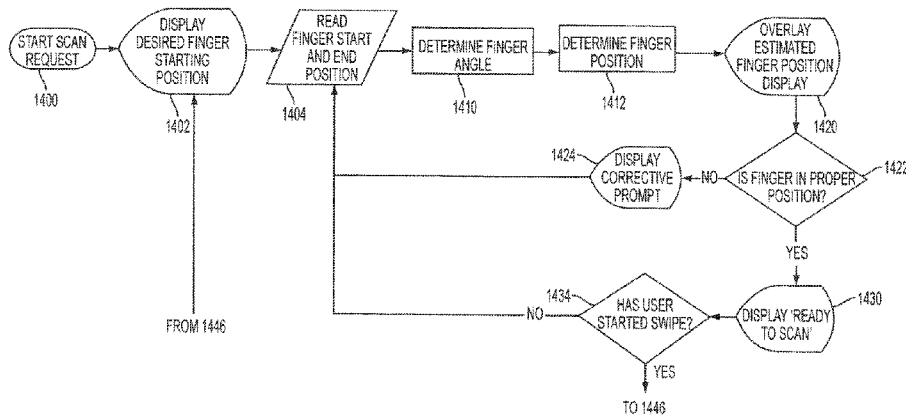 START SCAN
REQUEST
1400
DISPLAY
DESIRED FINGER
STARTING
POSITION
1402
READ
FINGER START
AND END
POSITION
1404
DETERMINE FINGER
ANGLE
1410
DETERMINE FINGER
POSITION
1412
OVERLAY
ESTIMATED
FINGER POSITION
DISPLAY
1420
1424
DISPLAY
CORRECTIVE
PROMPT
NO
IS FINGER IN PROPER
POSITION?
1422
YES
FROM 1446
NO
1434
HAS USER
STARTED SWIPE?
DISPLAY 'READY
TO SCAN'
1430
YES
TO 1446